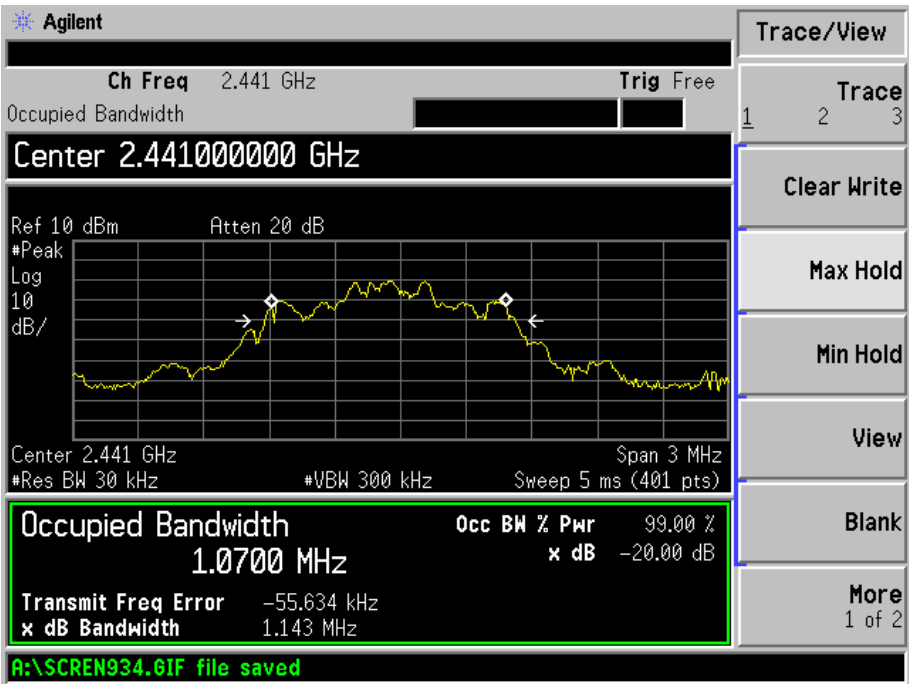 Agilent
Trace/View
Ch Freq 2.441 GHz Trig Free
Occupied Bandwidth
Trace
1 2 3
Center 2.441000000 GHz
Clear Write
Ref 10 dBm Atten 20 dB
#Peak
Log
10
dB/
Max Hold
Min Hold
View
Center 2.441 GHz Span 3 MHz
#Res BW 30 kHz #VBW 300 kHz Sweep 5 ms (401 pts)
Blank
Occupied Bandwidth Occ BW % Pwr 99.00 %
1.0700 MHz x dB -20.00 dB
Transmit Freq Error -55.634 kHz
x dB Bandwidth 1.143 MHz
More
1 of 2
A:\SCREN934.GIF file saved